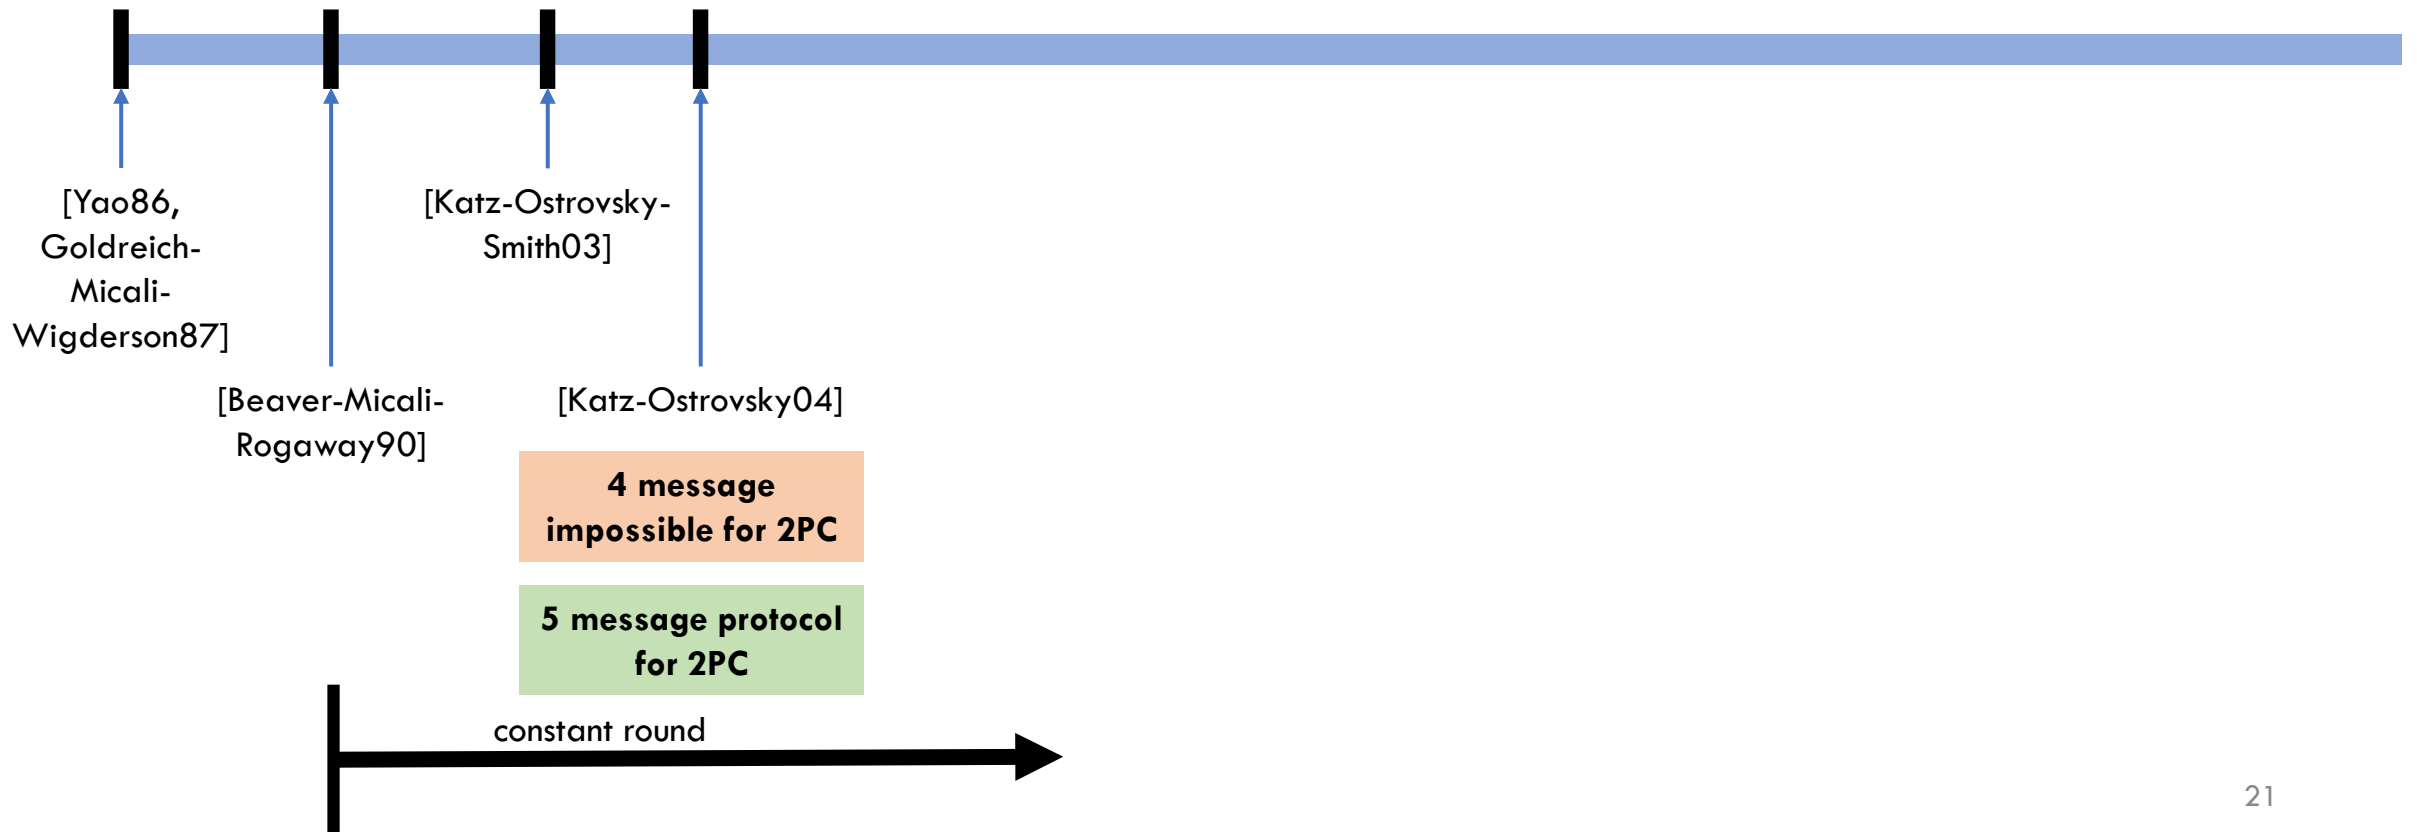 [Yao86,
Goldreich-
Micali-
Wigderson87]
[Beaver-Micali-
Rogaway90]
[Katz-Ostrovsky-
Smith03]
[Katz-Ostrovsky04]
4 message
impossible for 2PC
5 message protocol
for 2PC
constant round
21